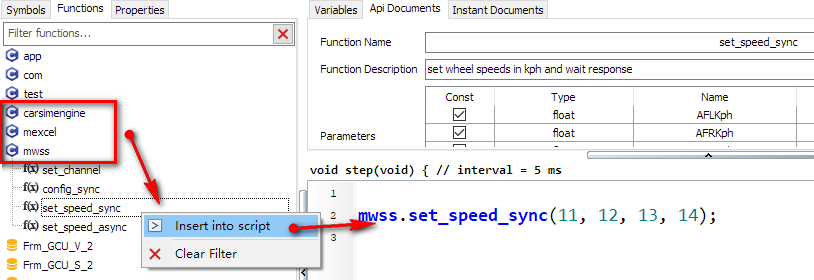 Symbols Functions Properties
Filter functions...
app
com
test
carsimengine
mexcel
mwss
f(x) set_channel
f(x) config_sync
f(x) set_speed_sync
f(x) set_speed_async
Frm_GCU_V_2
Frm_GCU_S_2
Insert into script
Clear Filter
Variables Api Documents Instant Documents
Function Name set_speed_sync
Function Description set wheel speeds in kph and wait response
Const Type Name
float AFLKph
Parameters float AFRKph
void step(void) { // interval = 5 ms
1
2 mwss.set_speed_sync(11, 12, 13, 14);
3